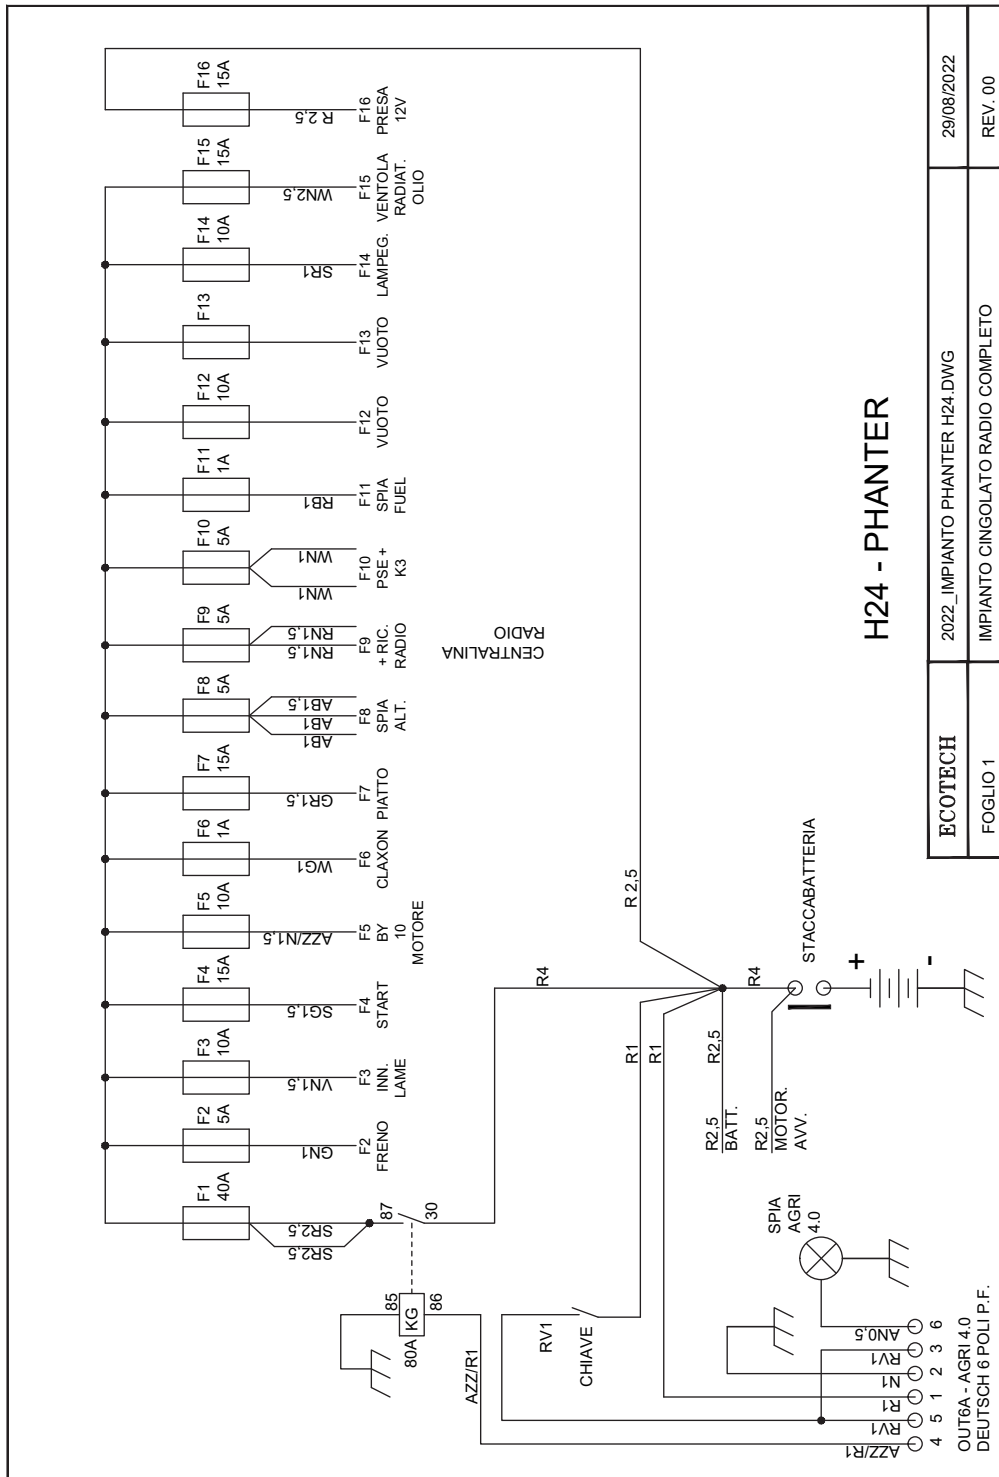 F1
40A
F2
5A
F3
10A
F4
15A
F5
10A
F6
1A
F7
15A
F8
5A
F9
5A
F10
5A
F11
1A
F12
10A
F13
F14
10A
F15
15A
F16
15A
SR2,5
SR2,5
GN1
VN1,5
SG1,5
AZZ/N1,5
WG1
GR1,5
AB1
AB1
AB1,5
RN1,5
RN1,5
WN1
WN1
RB1
SR1
WN2,5
R 2,5
F2
FRENO
F3
INN.
LAME
F4
START
F5
BY
10
MOTORE
F6
CLAXON
F7
PIATTO
F8
SPIA
ALT.
F9
+ RIC.
RADIO
F10
PSE +
K3
F11
SPIA
FUEL
F12
VUOTO
F13
VUOTO
F14
LAMPEG.
F15
VENTOLA
RADIAT.
OLIO
F16
PRESA
12V
CENTRALINA
RADIO
87
30
85
86
80A
KG
AZZ/R1
R4
R 2,5
RV1
CHIAVE
R1
R1
R2,5
R4
R2,5
BATT.
R2,5
MOTOR.
AVV.
STACCABATTERIA
+
-
SPIA
AGRI
4.0
AZZ/R1
RV1
R1
N1
RV1
AN0,5
4
5
1
2
3
6
OUT6A - AGRI 4.0
DEUTSCH 6 POLI P.F.
H24 - PHANTER
ECOTECH
2022_IMPIANTO PHANTER H24.DWG
29/08/2022
FOGLIO 1
IMPIANTO CINGOLATO RADIO COMPLETO
REV. 00